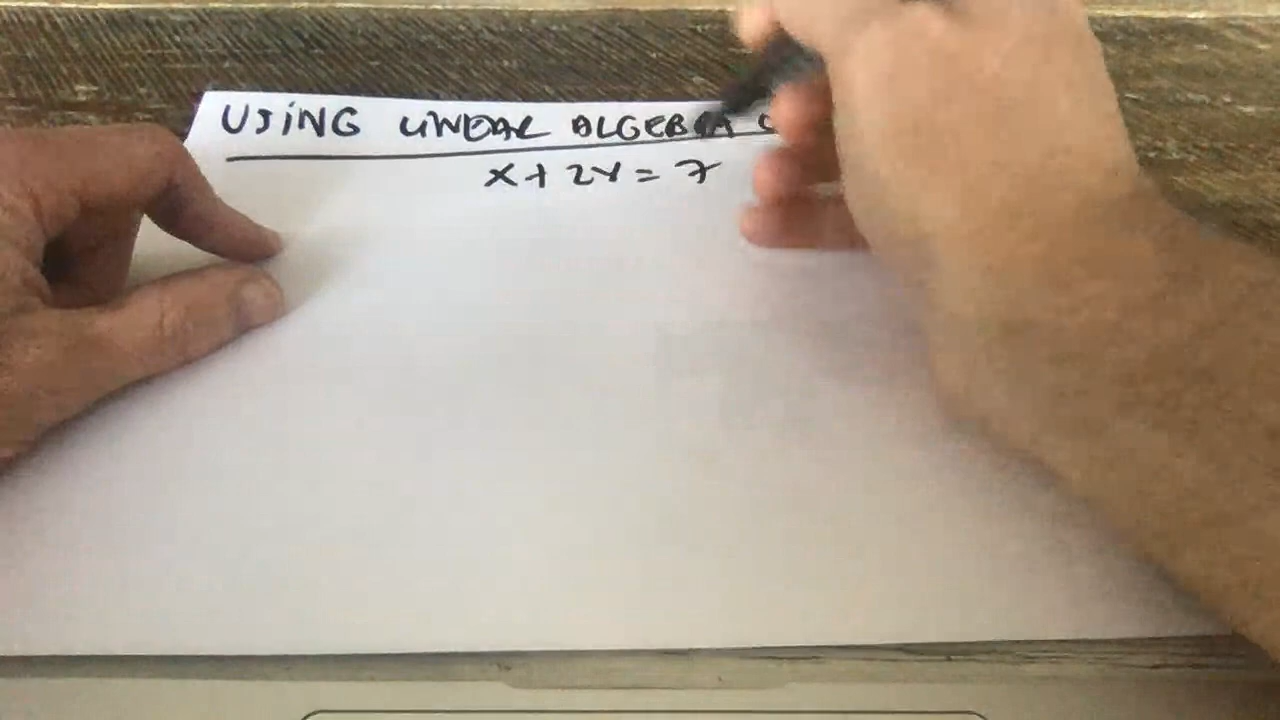 USING LINEAR ALGEBRA
x + 2Y = 7